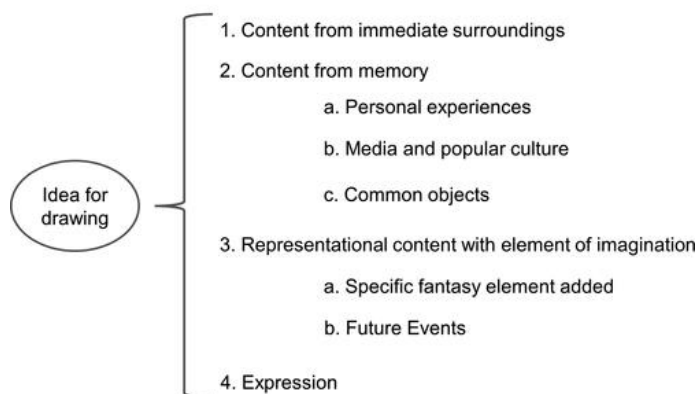 Idea for
drawing
1. Content from immediate surroundings
2. Content from memory
a. Personal experiences
b. Media and popular culture
c. Common objects
3. Representational content with element of imagination
a. Specific fantasy element added
b. Future Events
4. Expression